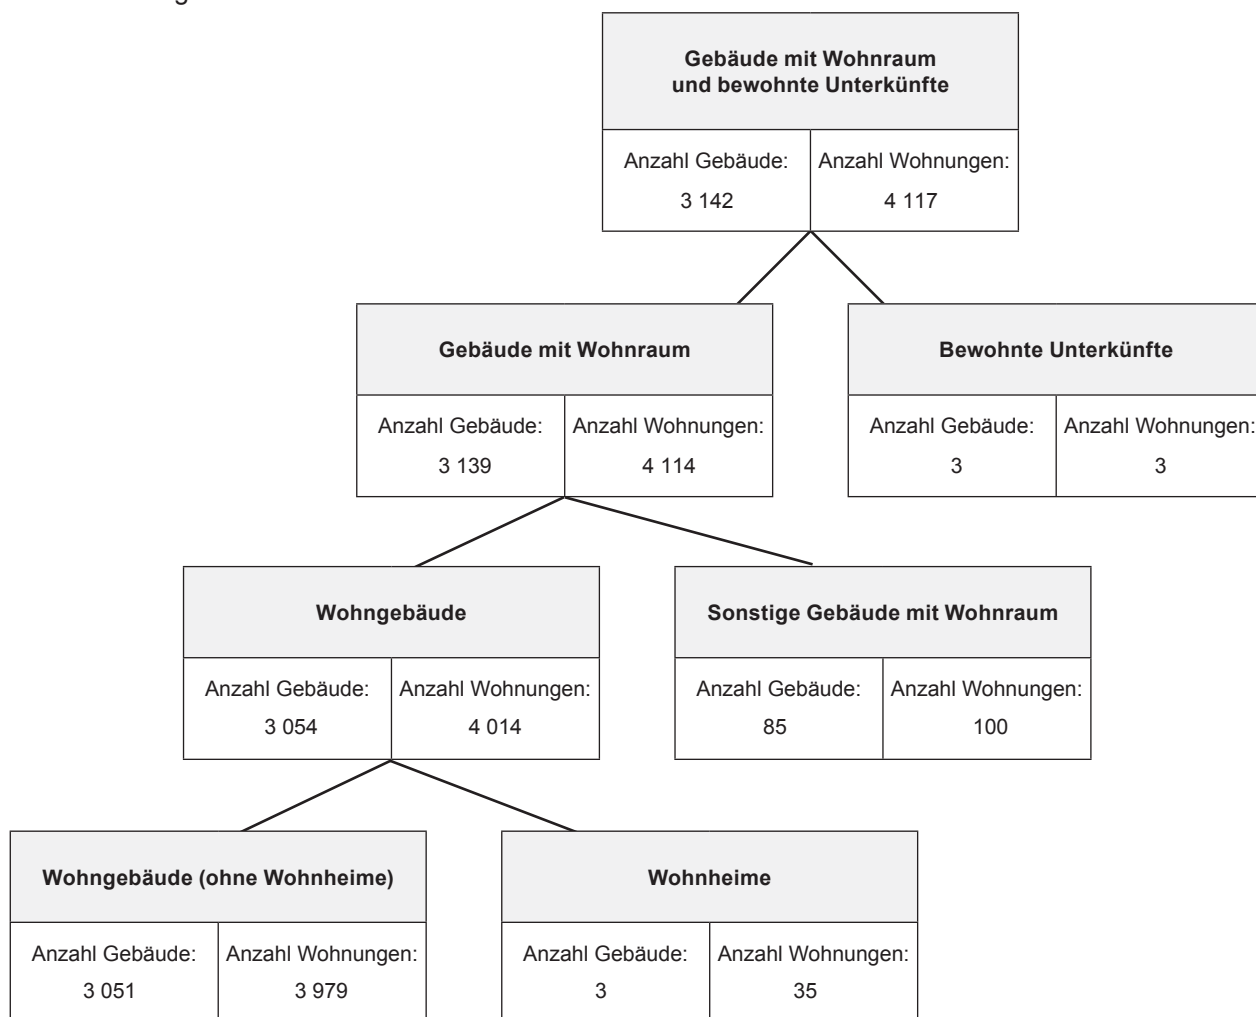 Gebäude mit Wohnraum
und bewohnte Unterkünfte
Anzahl Gebäude: Anzahl Wohnungen:
3 142 4 117
Gebäude mit Wohnraum Bewohnte Unterkünfte
Anzahl Gebäude: Anzahl Wohnungen: Anzahl Gebäude: Anzahl Wohnungen:
3 139 4 114 3 3
Wohngebäude Sonstige Gebäude mit Wohnraum
Anzahl Gebäude: Anzahl Wohnungen: Anzahl Gebäude: Anzahl Wohnungen:
3 054 4 014 85 100
Wohngebäude (ohne Wohnheime) Wohnheime
Anzahl Gebäude: Anzahl Wohnungen: Anzahl Gebäude: Anzahl Wohnungen:
3 051 3 979 3 35